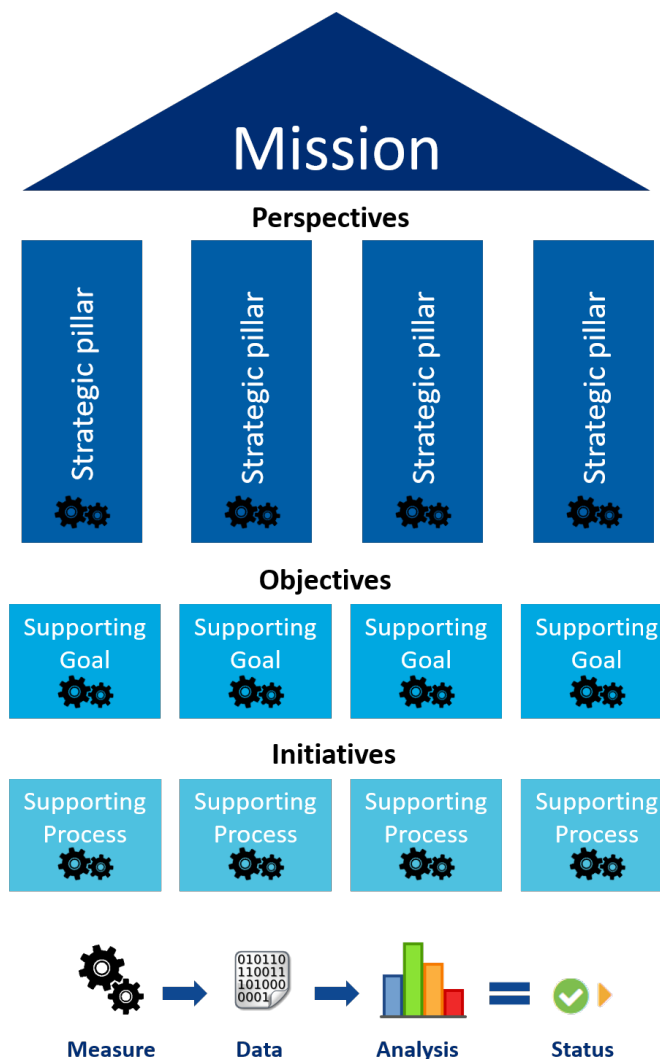 Mission
Perspectives
Strategic pillar
Strategic pillar
Strategic pillar
Strategic pillar
Objectives
Supporting
Goal
Supporting
Goal
Supporting
Goal
Supporting
Goal
Initiatives
Supporting
Process
Supporting
Process
Supporting
Process
Supporting
Process
010110
110011
101000
0001
Measure
Data
Analysis
Status